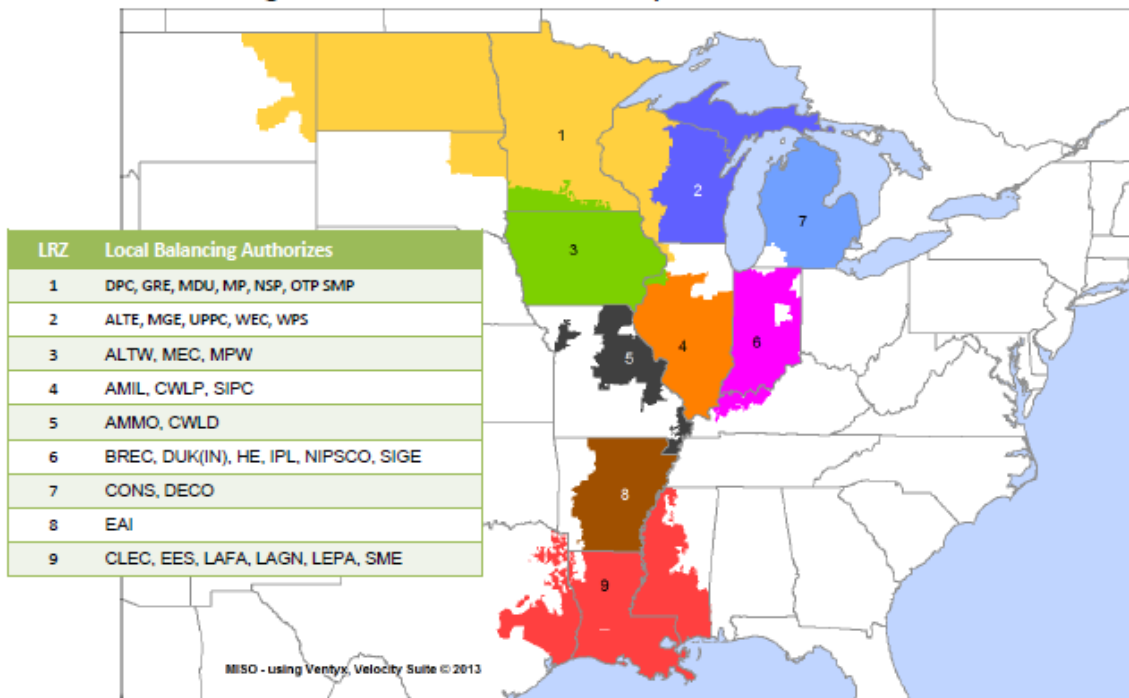 LRZ Local Balancing Authorizes
1 DPC, GRE, MDU, MP, NSP, OTP SMP
2 ALTE, MGE, UPPC, WEC, WPS
3 ALTW, MEC, MPW
4 AMIL, CWLP, SIPC
5 AMMO, CWLD
6 BREC, DUK(IN), HE, IPL, NIPSCO, SIGE
7 CONS, DECO
8 EAI
9 CLEC, EES, LAFA, LAGN, LEPA, SME
1
2
7
3
4
6
5
8
9
MISO - using Ventyx, Velocity Suite © 2013